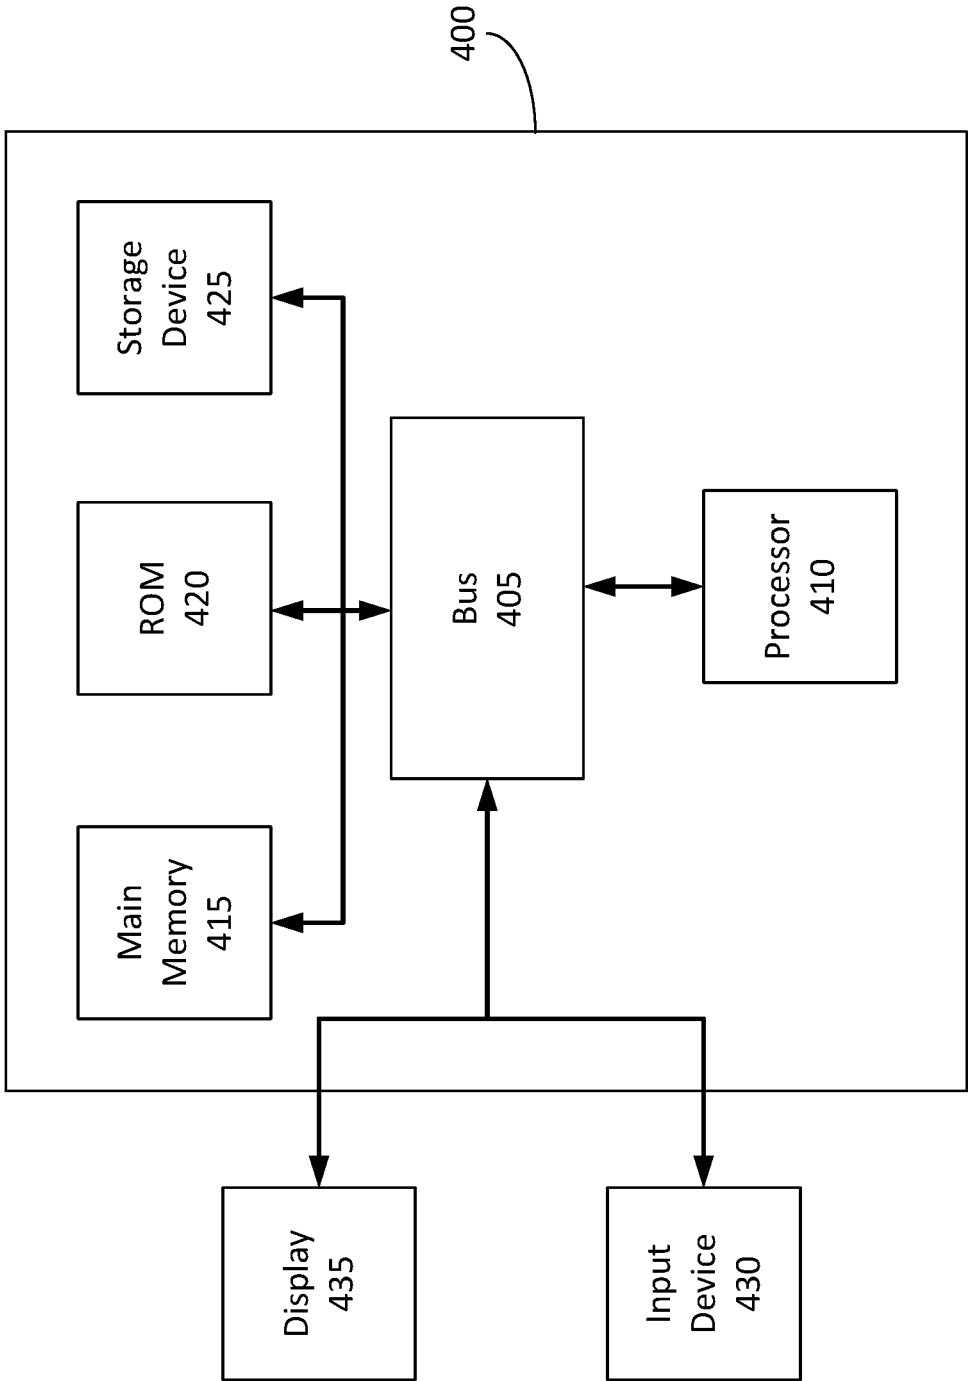 400
Main
Memory
415
ROM
420
Storage
Device
425
Display
435
Bus
405
Input
Device
430
Processor
410